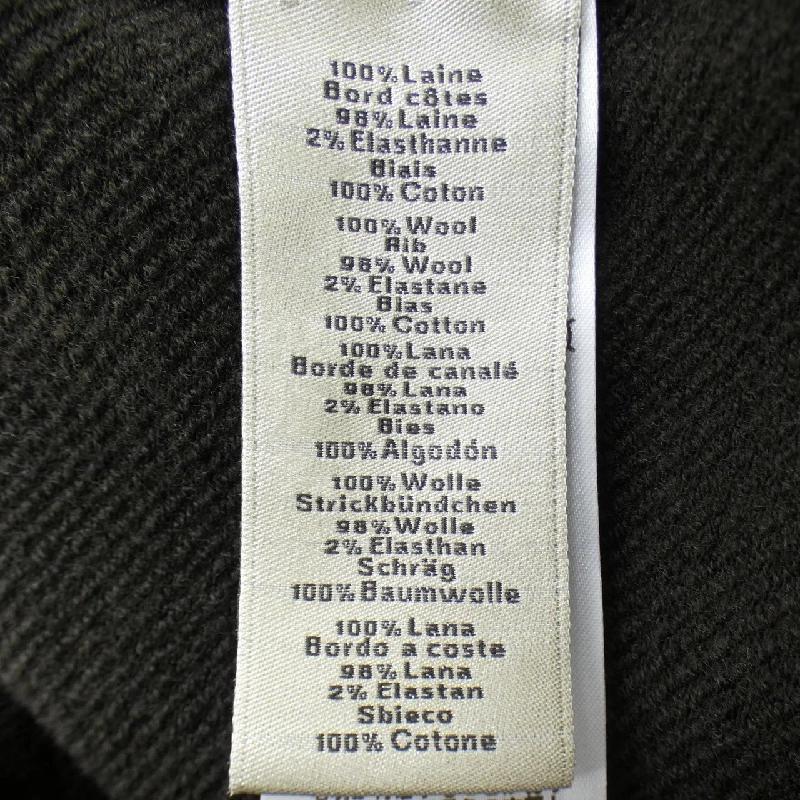 100% Laine
Bord côtes
98% Laine
2% Elasthanne
Biais
100% Coton
100% Wool
Rib
98% Wool
2% Elastane
Bias
100% Cotton
100% Lana
Borde de canalé
98% Lana
2% Elastano
Bies
100% Algodón
100% Wolle
Strickbündchen
98% Wolle
2% Elasthan
Schräg
100% Baumwolle
100% Lana
Bordo a coste
98% Lana
2% Elastan
Sbieco
100% Cotone